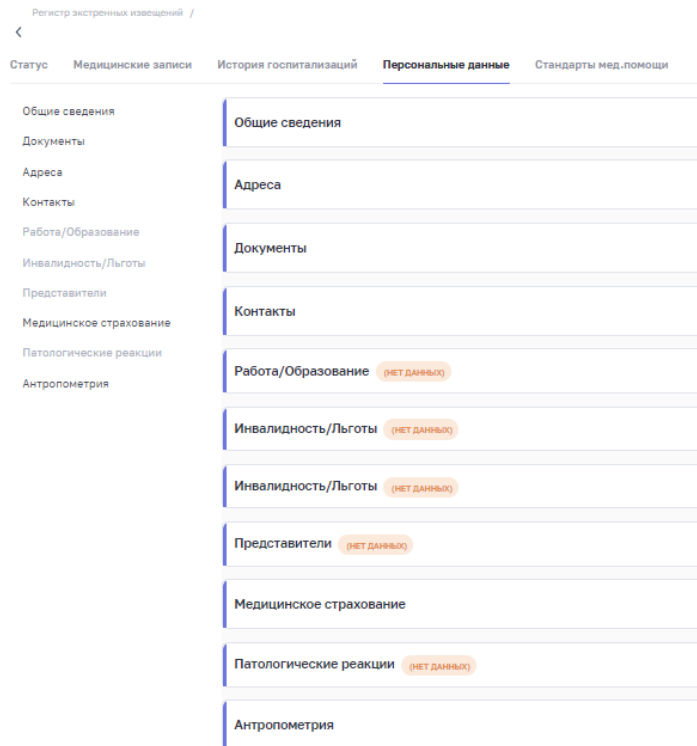 Регистр экстренных извещений /
Статус Медицинские записи История госпитализаций Персональные данные Стандарты мед.помощи
Общие сведения
Документы
Адреса
Контакты
Работа/Образование
Инвалидность/Льготы
Представители
Медицинское страхование
Патологические реакции
Антропометрия
Общие сведения
Адреса
Документы
Контакты
Работа/Образование (НЕТ ДАННЫХ)
Инвалидность/Льготы (НЕТ ДАННЫХ)
Инвалидность/Льготы (НЕТ ДАННЫХ)
Представители (НЕТ ДАННЫХ)
Медицинское страхование
Патологические реакции (НЕТ ДАННЫХ)
Антропометрия